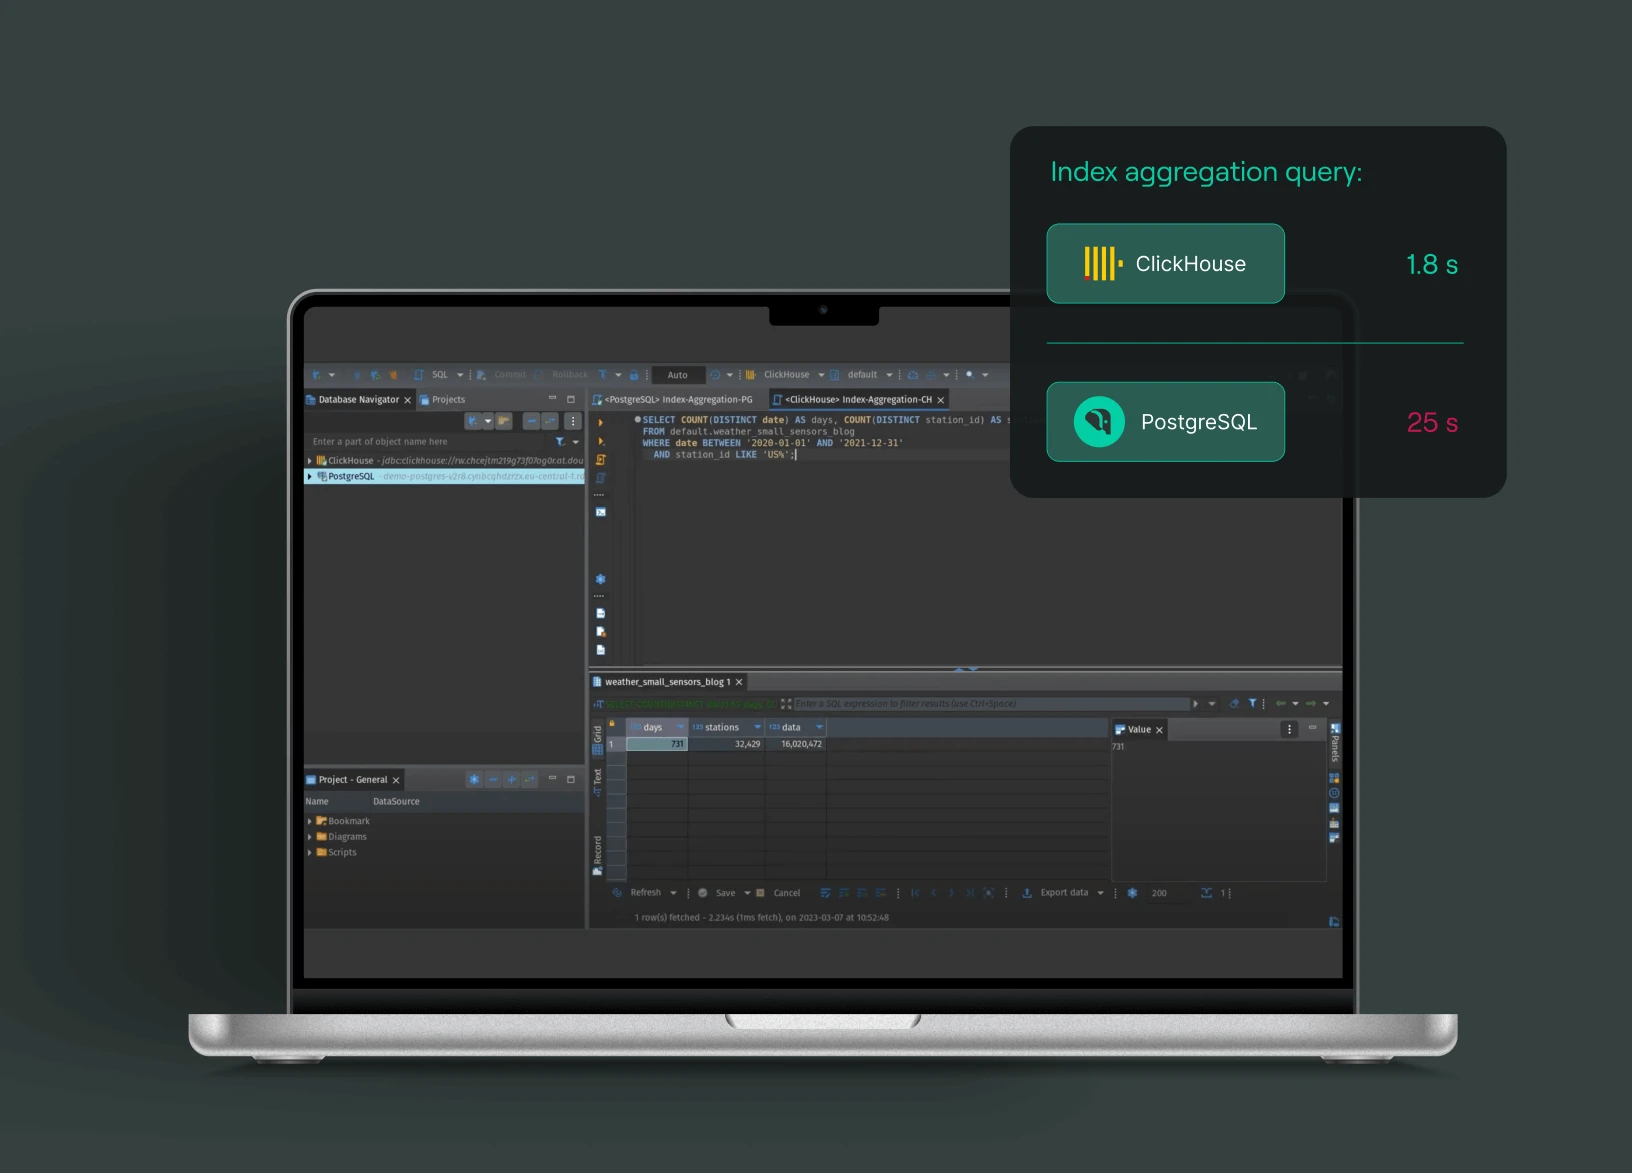 Index aggregation query:
ClickHouse
1.8 s
PostgreSQL
25 s
SQL
Commit
Rollback
Auto
ClickHouse
default
Database Navigator
Projects
<PostgreSQL> Index-Aggregation-PG
<ClickHouse> Index-Aggregation-CH
Enter a part of object name here
ClickHouse - jdbc:clickhouse://rw.chcejtm219g73f07og0r.at.dou
PostgreSQL - demo-postgres-v2r8.cyobcghdzrzx.eu-central-1.rd
SELECT COUNT(DISTINCT date) AS days, COUNT(DISTINCT station_id) AS s
FROM default.weather_small_sensors_blog
WHERE date BETWEEN '2020-01-01' AND '2021-12-31'
AND station_id LIKE 'US%';
weather_small_sensors_blog 1
Enter a SQL expression to filter results (use Ctrl+Space)
Grid
Text
Record
days
123 stations
123 data
1
731
32,429
16,020,472
Value
731
Panels
Project - General
Name
DataSource
Bookmark
Diagrams
Scripts
Refresh
Save
Cancel
Export data
200
1
1 row(s) fetched - 2.234s (1ms fetch), on 2023-03-07 at 10:52:48